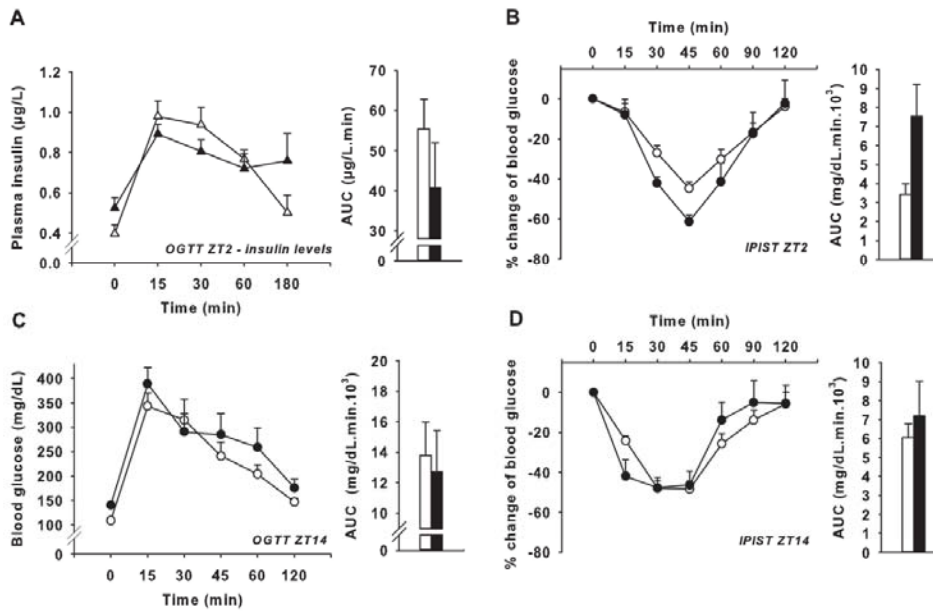 A
Plasma insulin (µg/L)
1.2
1.0
0.8
0.6
0.4
0.0
OGTT ZT2 - insulin levels
0 15 30 60 180
Time (min)
AUC (µg/L.min)
70
60
50
40
30
0
B
Time (min)
0 15 30 45 60 90 120
% change of blood glucose
0
-20
-40
-60
-80
IPIST ZT2
AUC (mg/dL.min.10³)
10
9
8
7
6
5
4
3
2
1
0
C
Blood glucose (mg/dL)
400
350
300
250
200
150
100
0
OGTT ZT14
0 15 30 45 60 120
Time (min)
AUC (mg/dL.min.10³)
20
18
16
14
12
10
0
D
Time (min)
0 15 30 45 60 90 120
% change of blood glucose
0
-20
-40
-60
-80
IPIST ZT14
AUC (mg/dL.min.10³)
10
9
8
7
6
5
4
3
2
1
0